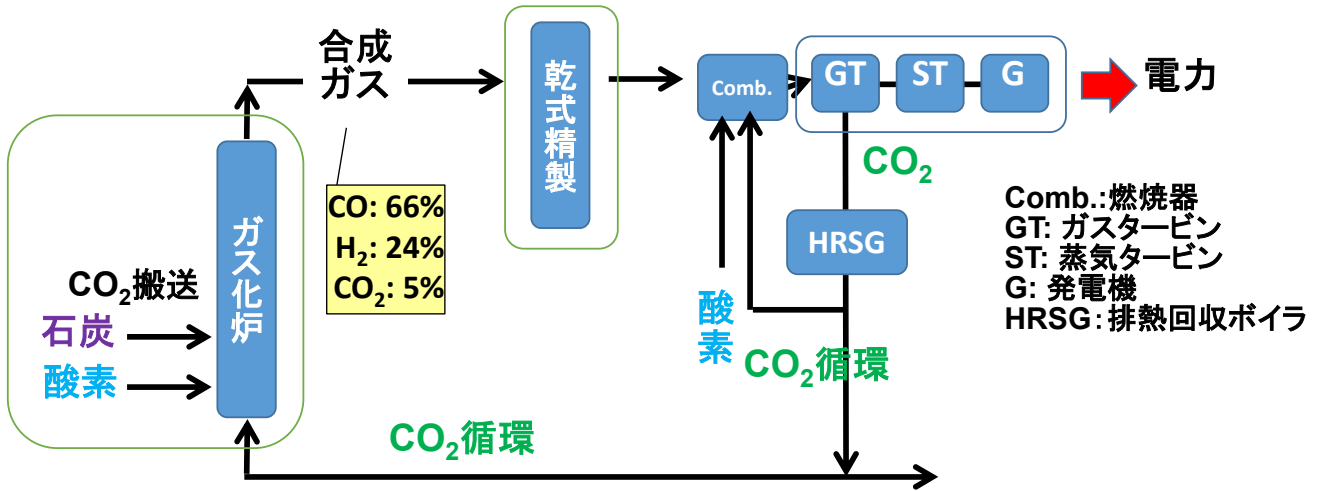 合成
ガス
CO: 66%
H₂: 24%
CO₂: 5%
CO₂搬送
石炭
酸素
ガス化炉
乾式精製
Comb.
GT
ST
G
電力
CO₂
HRSG
酸素
CO₂循環
CO₂循環
Comb.:燃焼器
GT: ガスタービン
ST: 蒸気タービン
G: 発電機
HRSG:排熱回収ボイラ